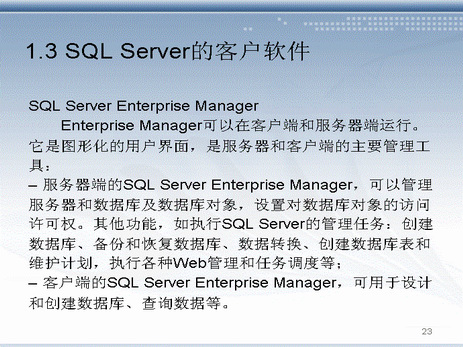 1.3 SQL Server的客户软件
SQL Server Enterprise Manager
Enterprise Manager可以在客户端和服务器端运行。
它是图形化的用户界面，是服务器和客户端的主要管理工
具：
– 服务器端的SQL Server Enterprise Manager，可以管理
服务器和数据库及数据库对象，设置对数据库对象的访问
许可权。其他功能，如执行SQL Server的管理任务：创建
数据库、备份和恢复数据库、数据转换、创建数据库表和
维护计划，执行各种Web管理和任务调度等；
– 客户端的SQL Server Enterprise Manager，可用于设计
和创建数据库、查询数据等。
23